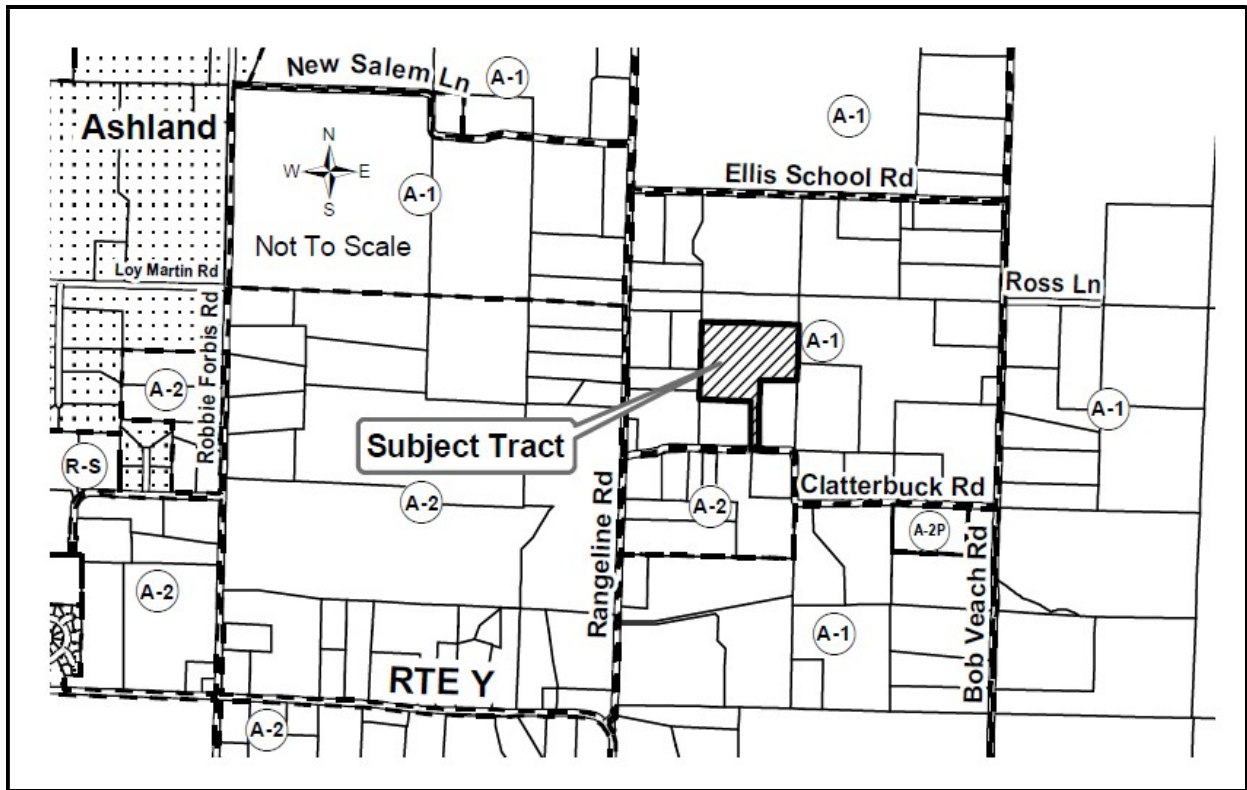 New Salem Ln
A-1
A-1
Ashland
N
W E
S
A-1
Ellis School Rd
Not To Scale
Loy Martin Rd
Ross Ln
Robbie Forbis Rd
A-1
A-2
A-1
Subject Tract
R-S
Clatterbuck Rd
A-2
A-2
A-2P
Rangeline Rd
Bob Veach Rd
A-2
A-1
RTE Y
A-2